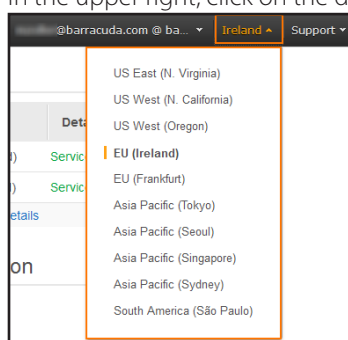 In the upper right, click on the d
@barracuda.com @ ba... Ireland Support
US East (N. Virginia)
US West (N. California)
Deta US West (Oregon)
) Servic EU (Ireland)
) Servic EU (Frankfurt)
etails Asia Pacific (Tokyo)
Asia Pacific (Seoul)
on Asia Pacific (Singapore)
Asia Pacific (Sydney)
South America (São Paulo)